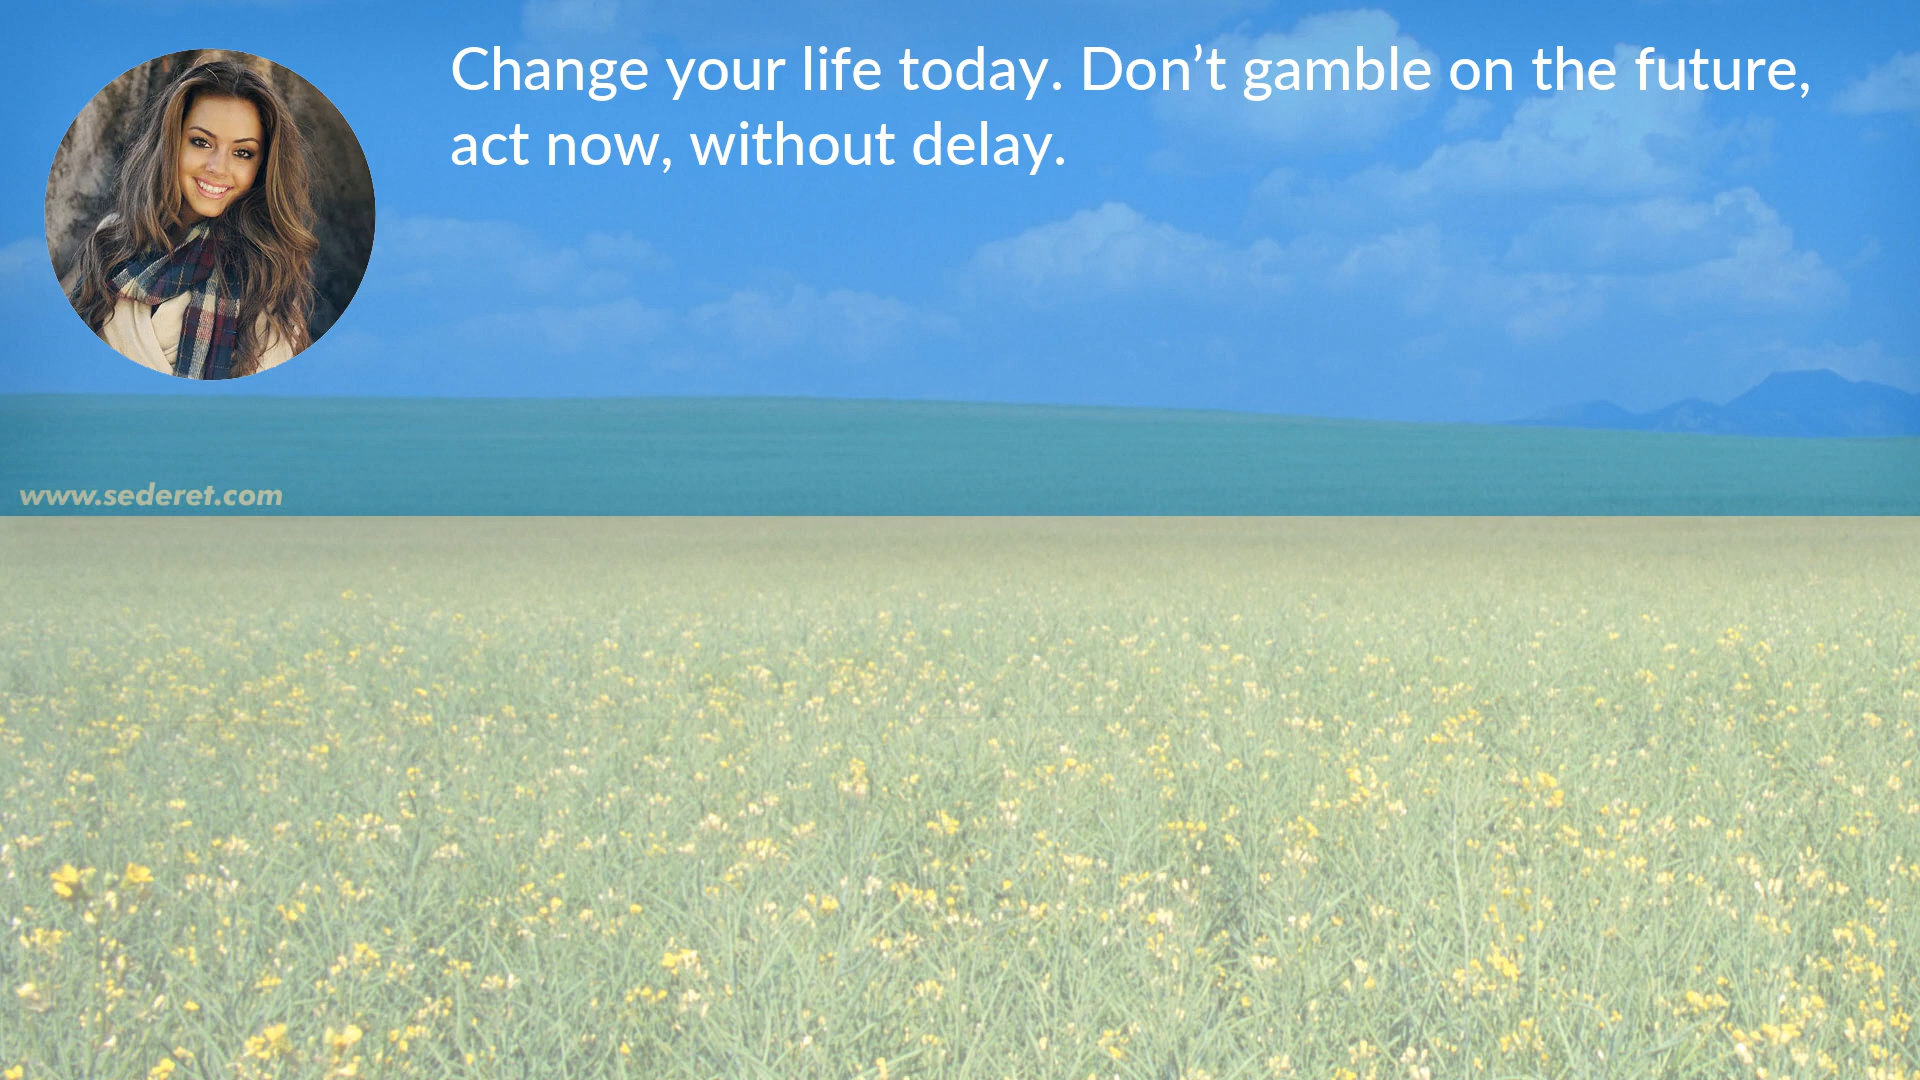 Change your life today. Don’t gamble on the future,
act now, without delay.
www.sederet.com